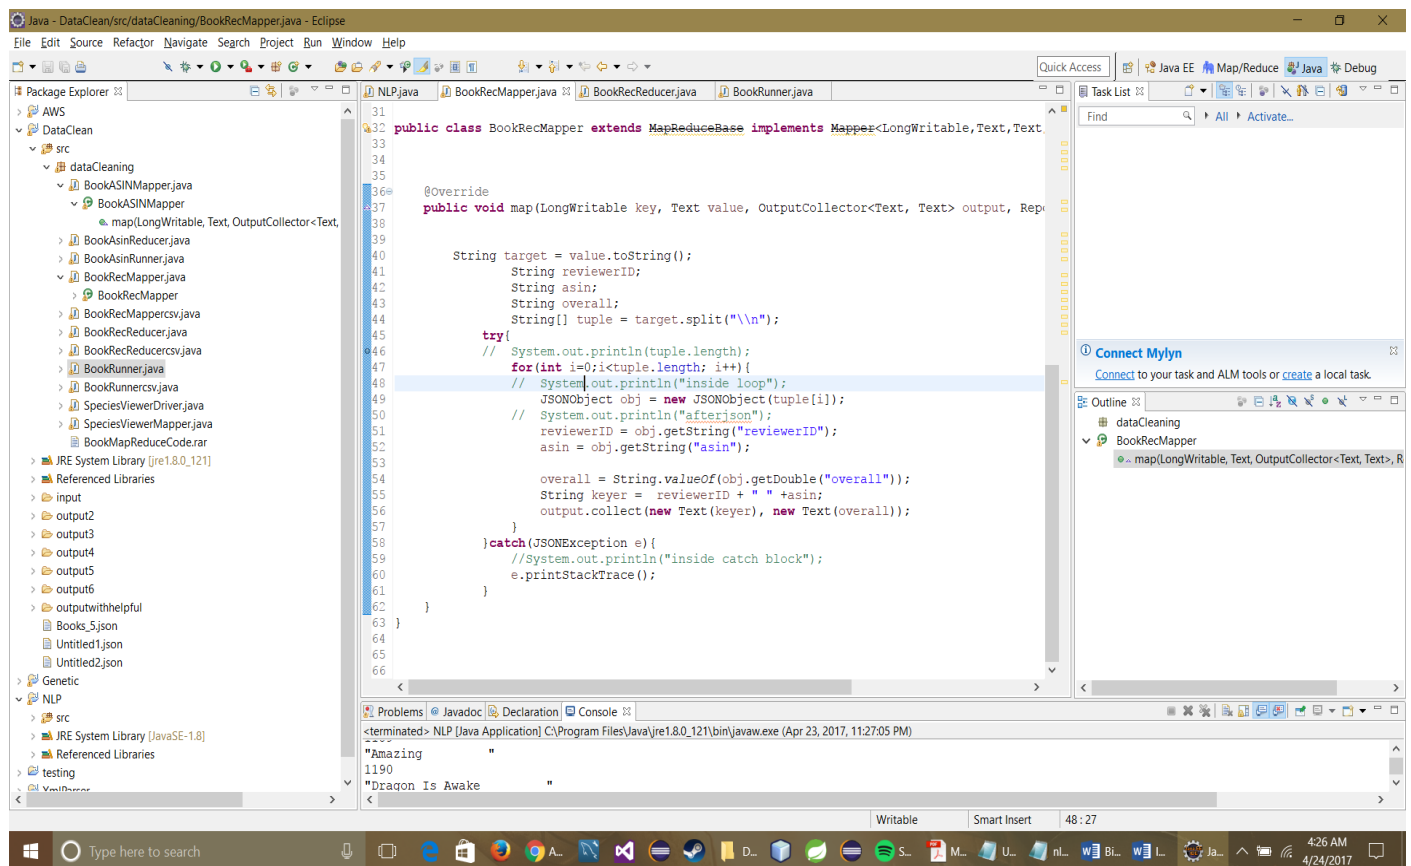 Java - DataClean/src/dataCleaning/BookRecMapper.java - Eclipse
File Edit Source Refactor Navigate Search Project Run Window Help
Quick Access Java EE Map/Reduce Java Debug
Package Explorer
AWS
DataClean
src
dataCleaning
BookASINMapper.java
BookASINMapper
map(LongWritable, Text, OutputCollector<Text,
BookAsinReducer.java
BookAsinRunner.java
BookRecMapper.java
BookRecMapper
BookRecMappercsv.java
BookRecReducer.java
BookRecReducercsv.java
BookRunner.java
BookRunnercsv.java
SpeciesViewerDriver.java
SpeciesViewerMapper.java
BookMapReduceCode.rar
JRE System Library [jre1.8.0_121]
Referenced Libraries
input
output2
output3
output4
output5
output6
outputwithhelpful
Books_5.json
Untitled1.json
Untitled2.json
Genetic
NLP
src
JRE System Library [JavaSE-1.8]
Referenced Libraries
testing
XmlParser
NLP.java BookRecMapper.java BookRecReducer.java BookRunner.java
31
32 public class BookRecMapper extends MapReduceBase implements Mapper<LongWritable,Text,Text,
33
34
35
36 @Override
37 public void map(LongWritable key, Text value, OutputCollector<Text, Text> output, Repo
38
39
40 String target = value.toString();
41 String reviewerID;
42 String asin;
43 String overall;
44 String[] tuple = target.split("\\n");
45 try{
46 // System.out.println(tuple.length);
47 for(int i=0;i<tuple.length; i++){
48 // System.out.println("inside loop");
49 JSONObject obj = new JSONObject(tuple[i]);
50 // System.out.println("afterjson");
51 reviewerID = obj.getString("reviewerID");
52 asin = obj.getString("asin");
53
54 overall = String.valueOf(obj.getDouble("overall"));
55 String keyer = reviewerID + " " +asin;
56 output.collect(new Text(keyer), new Text(overall));
57 }
58 }catch(JSONException e){
59 //System.out.println("inside catch block");
60 e.printStackTrace();
61 }
62 }
63 }
64
65
66
Task List
Find All Activate...
Connect Mylyn
Connect to your task and ALM tools or create a local task.
Outline
dataCleaning
BookRecMapper
map(LongWritable, Text, OutputCollector<Text, Text>, R
Problems Javadoc Declaration Console
<terminated> NLP [Java Application] C:\Program Files\Java\jre1.8.0_121\bin\javaw.exe (Apr 23, 2017, 11:27:05 PM)
"Amazing "
1190
"Dragon Is Awake "
Writable Smart Insert 48 : 27
Type here to search A... D... S... M... U... nl... Bi... I... Ja... 4:26 AM
4/24/2017